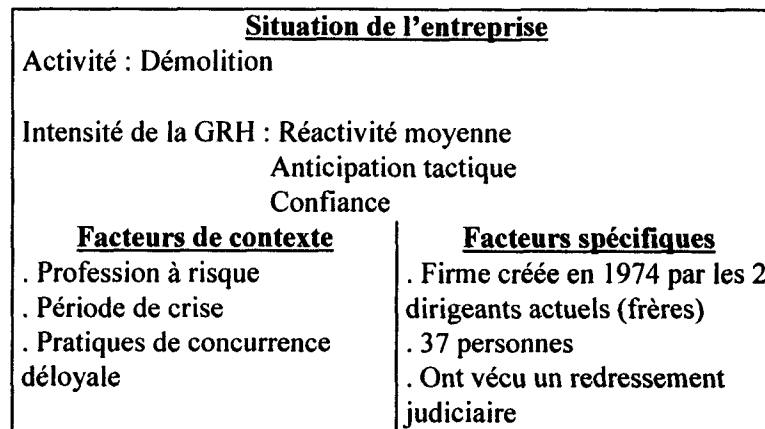 Situation de l'entreprise
Activité : Démolition
Intensité de la GRH : Réactivité moyenne
Anticipation tactique
Confiance
Facteurs de contexte
. Profession à risque
. Période de crise
. Pratiques de concurrence
déloyale
Facteurs spécifiques
. Firme créée en 1974 par les 2
dirigeants actuels (frères)
. 37 personnes
. Ont vécu un redressement
judiciaire